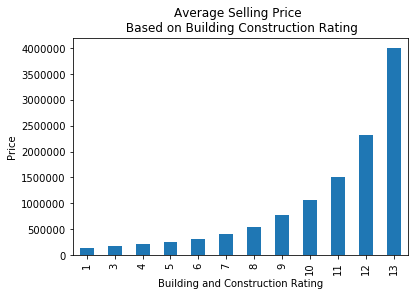 Average Selling Price
Based on Building Construction Rating
4000000
3500000
3000000
2500000
2000000
1500000
1000000
500000
0
Price
1 3 4 5 6 7 8 9 10 11 12 13
Building and Construction Rating